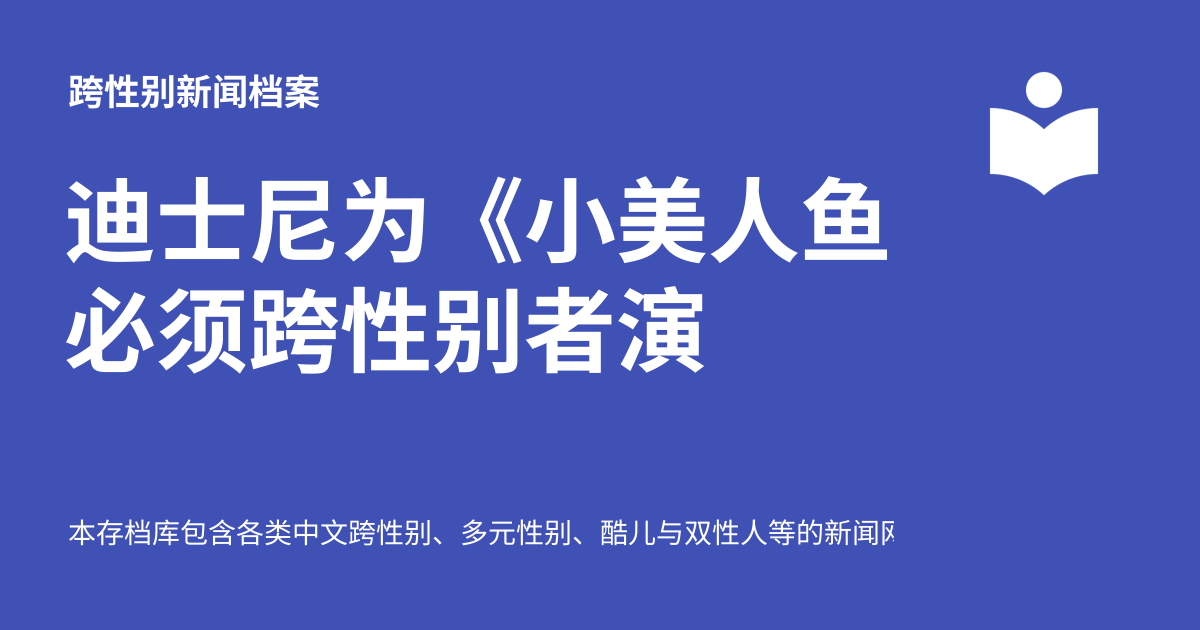 跨性别新闻档案
迪士尼为《小美人鱼
必须跨性别者演
本存档库包含各类中文跨性别、多元性别、酷儿与双性人等的新闻网